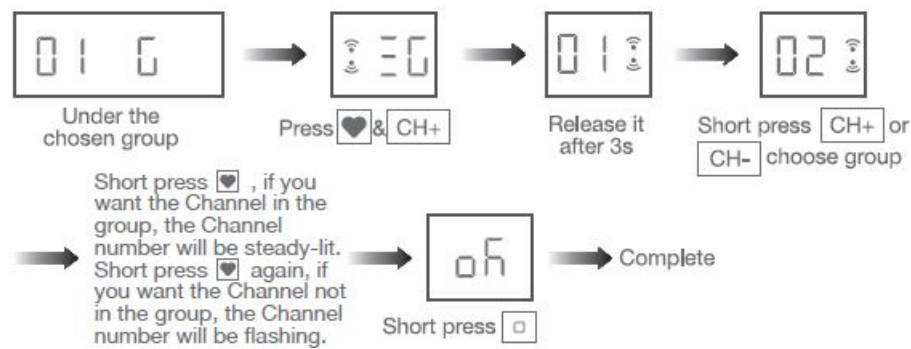 01 G
Under the
chosen group
ΞG
Press & CH+
01
Release it
after 3s
02
Short press CH+ or
CH- choose group
Short press , if you
want the Channel in the
group, the Channel
number will be steady-lit.
Short press again, if
you want the Channel not
in the group, the Channel
number will be flashing.
oK
Short press
Complete